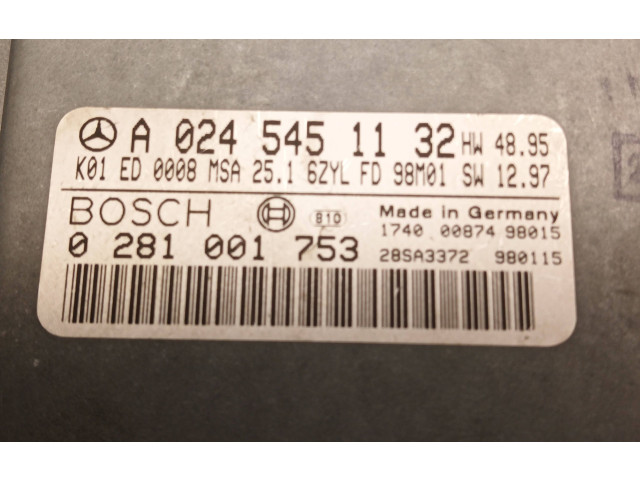 A 024 545 11 32 HW 48.95
K01 ED 0008 MSA 25.1 6ZYL FD 98M01 SW 12.97
BOSCH 810 Made in Germany
1740 00874 98015
0 281 001 753 28SA3372 980115